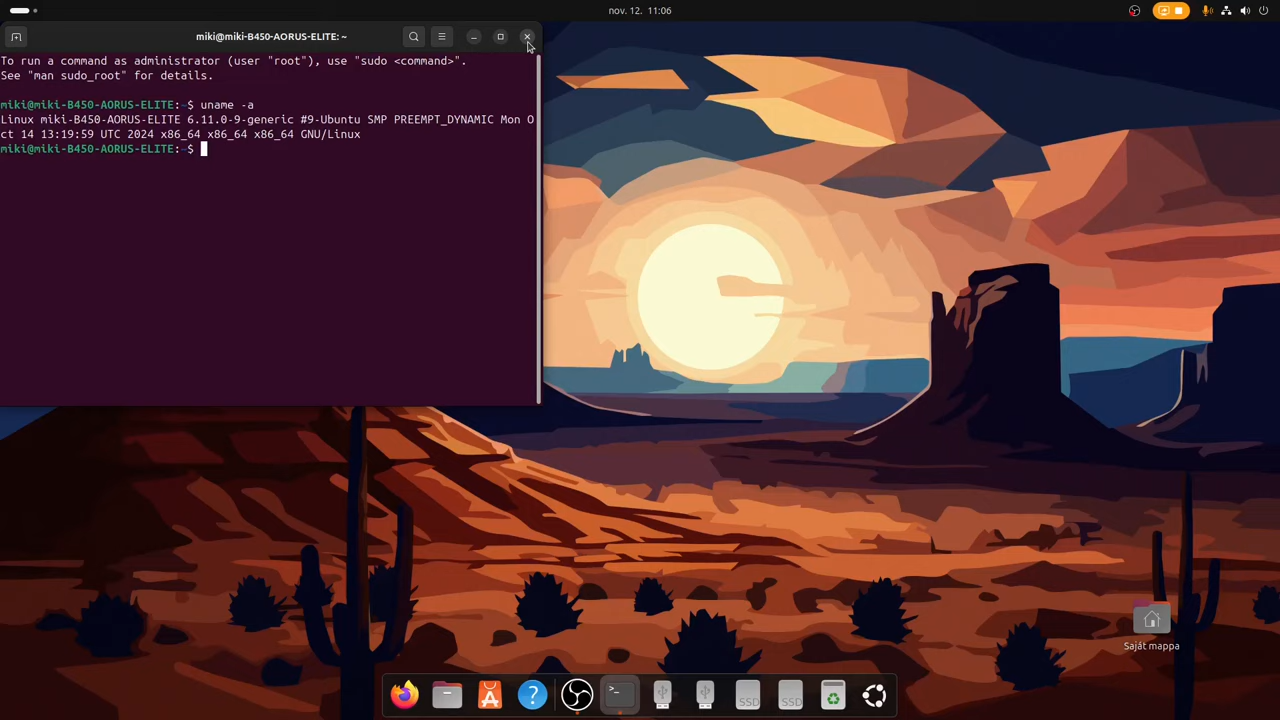 nov. 12. 11:06
miki@miki-B450-AORUS-ELITE: ~
To run a command as administrator (user "root"), use "sudo <command>".
See "man sudo_root" for details.
miki@miki-B450-AORUS-ELITE:~$ uname -a
Linux miki-B450-AORUS-ELITE 6.11.0-9-generic #9-Ubuntu SMP PREEMPT_DYNAMIC Mon O
ct 14 13:19:59 UTC 2024 x86_64 x86_64 x86_64 GNU/Linux
miki@miki-B450-AORUS-ELITE:~$
Saját mappa
>_
SSD
SSD